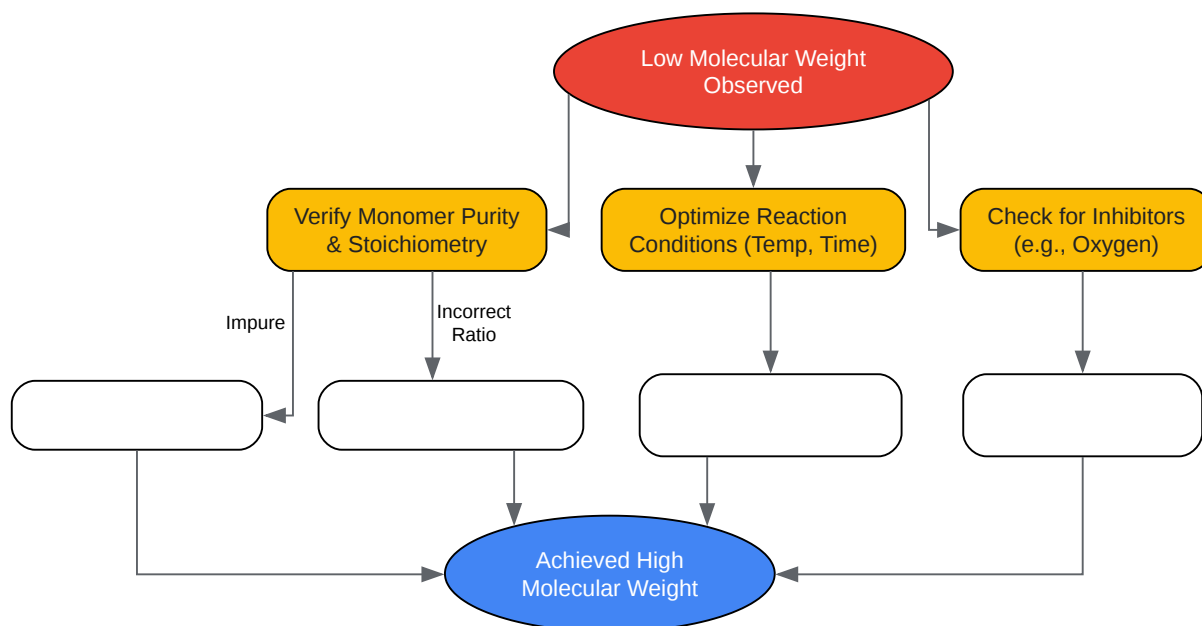 Low Molecular Weight
Observed
Verify Monomer Purity
& Stoichiometry
Optimize Reaction
Conditions (Temp, Time)
Check for Inhibitors
(e.g., Oxygen)
Impure
Incorrect
Ratio
Achieved High
Molecular Weight